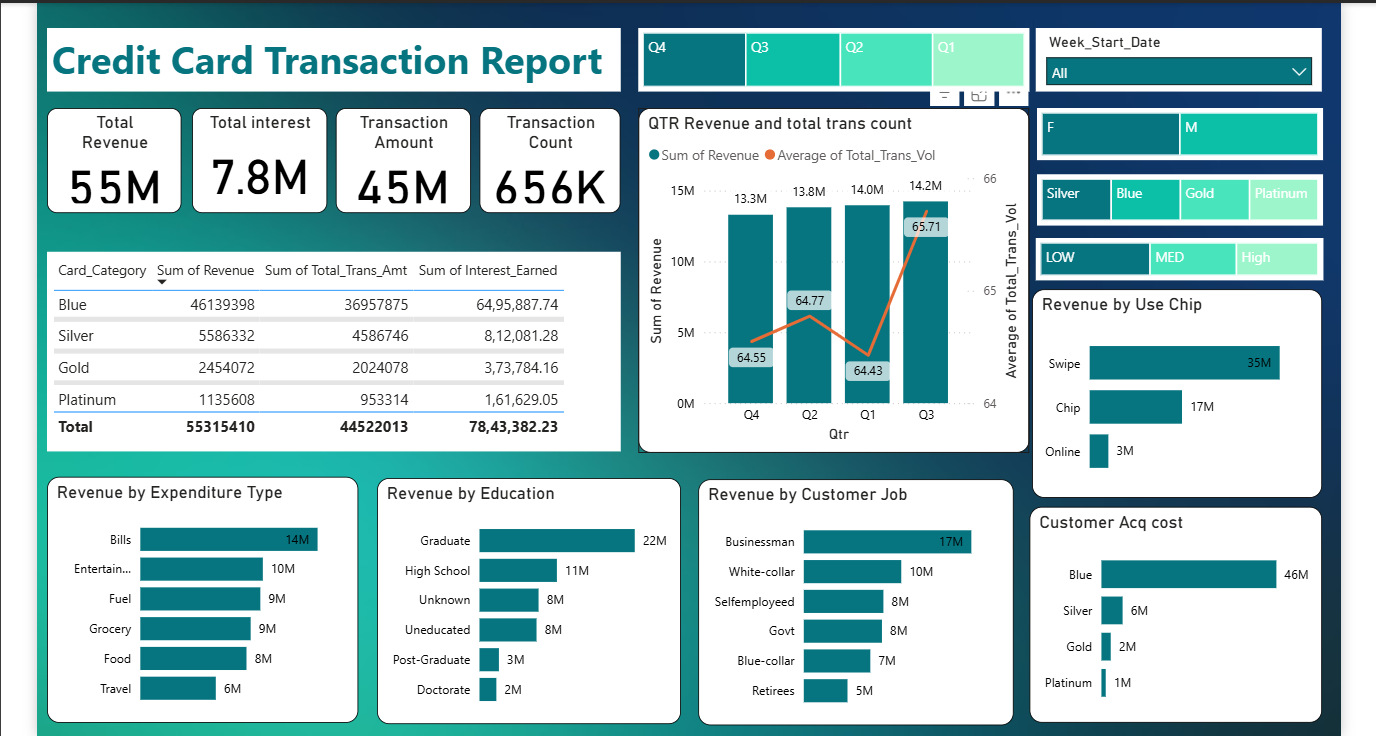 Credit Card Transaction Report
Q4 Q3 Q2 Q1
Week_Start_Date
All
Total Revenue
55M
Total interest
7.8M
Transaction Amount
45M
Transaction Count
656K
QTR Revenue and total trans count
Sum of Revenue Average of Total_Trans_Vol
15M
10M
5M
0M
Sum of Revenue
13.3M 13.8M 14.0M 14.2M
64.55 64.77 64.43 65.71
66
65
64
Average of Total_Trans_Vol
Q4 Q2 Q1 Q3
Qtr
F M
Silver Blue Gold Platinum
LOW MED High
Card_Category Sum of Revenue Sum of Total_Trans_Amt Sum of Interest_Earned
Blue 46139398 36957875 64,95,887.74
Silver 5586332 4586746 8,12,081.28
Gold 2454072 2024078 3,73,784.16
Platinum 1135608 953314 1,61,629.05
Total 55315410 44522013 78,43,382.23
Revenue by Use Chip
Swipe 35M
Chip 17M
Online 3M
Revenue by Expenditure Type
Bills 14M
Entertain... 10M
Fuel 9M
Grocery 9M
Food 8M
Travel 6M
Revenue by Education
Graduate 22M
High School 11M
Unknown 8M
Uneducated 8M
Post-Graduate 3M
Doctorate 2M
Revenue by Customer Job
Businessman 17M
White-collar 10M
Selfemployeed 8M
Govt 8M
Blue-collar 7M
Retirees 5M
Customer Acq cost
Blue 46M
Silver 6M
Gold 2M
Platinum 1M